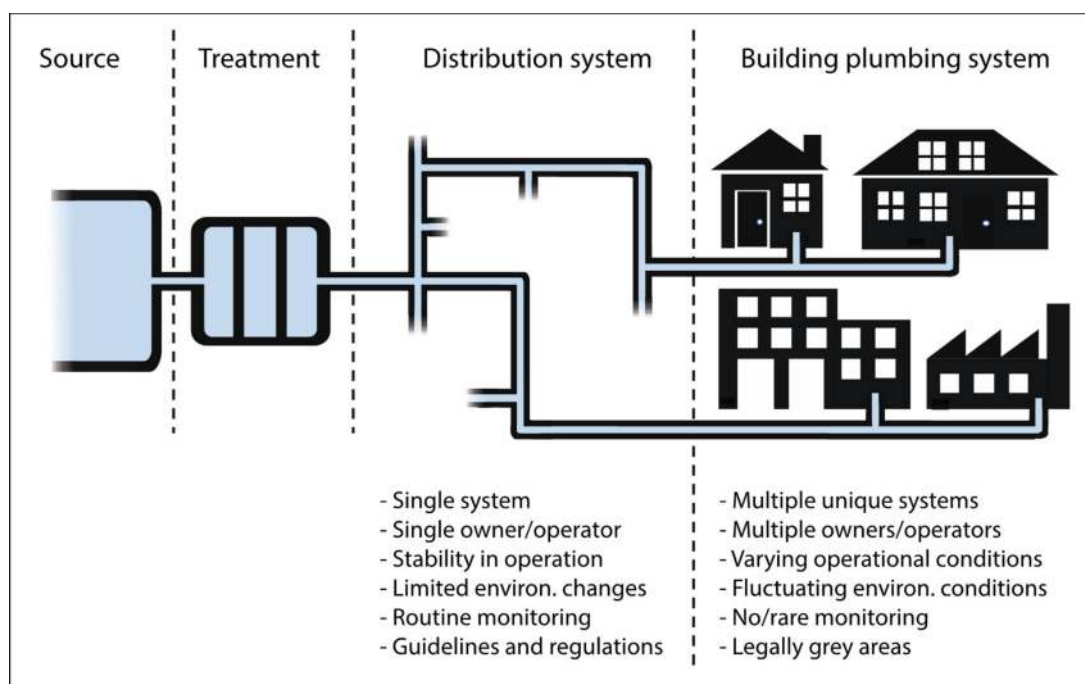 Source
Treatment
Distribution system
Building plumbing system
- Single system
- Single owner/operator
- Stability in operation
- Limited environ. changes
- Routine monitoring
- Guidelines and regulations
- Multiple unique systems
- Multiple owners/operators
- Varying operational conditions
- Fluctuating environ. conditions
- No/rare monitoring
- Legally grey areas